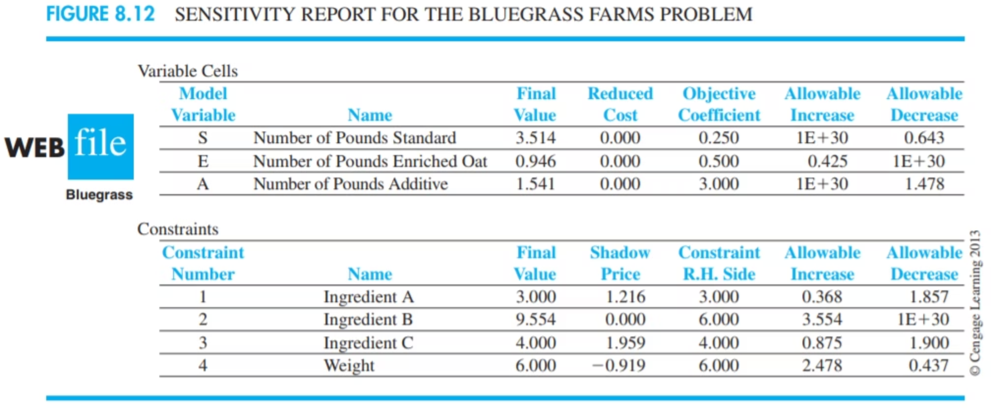 FIGURE 8.12 SENSITIVITY REPORT FOR THE BLUEGRASS FARMS PROBLEM
WEB file
Bluegrass
Variable Cells
Model Variable Name Final Value Reduced Cost Objective Coefficient Allowable Increase Allowable Decrease
S Number of Pounds Standard 3.514 0.000 0.250 1E+30 0.643
E Number of Pounds Enriched Oat 0.946 0.000 0.500 0.425 1E+30
A Number of Pounds Additive 1.541 0.000 3.000 1E+30 1.478
Constraints
Constraint Number Name Final Value Shadow Price Constraint R.H. Side Allowable Increase Allowable Decrease
1 Ingredient A 3.000 1.216 3.000 0.368 1.857
2 Ingredient B 9.554 0.000 6.000 3.554 1E+30
3 Ingredient C 4.000 1.959 4.000 0.875 1.900
4 Weight 6.000 −0.919 6.000 2.478 0.437
© Cengage Learning 2013